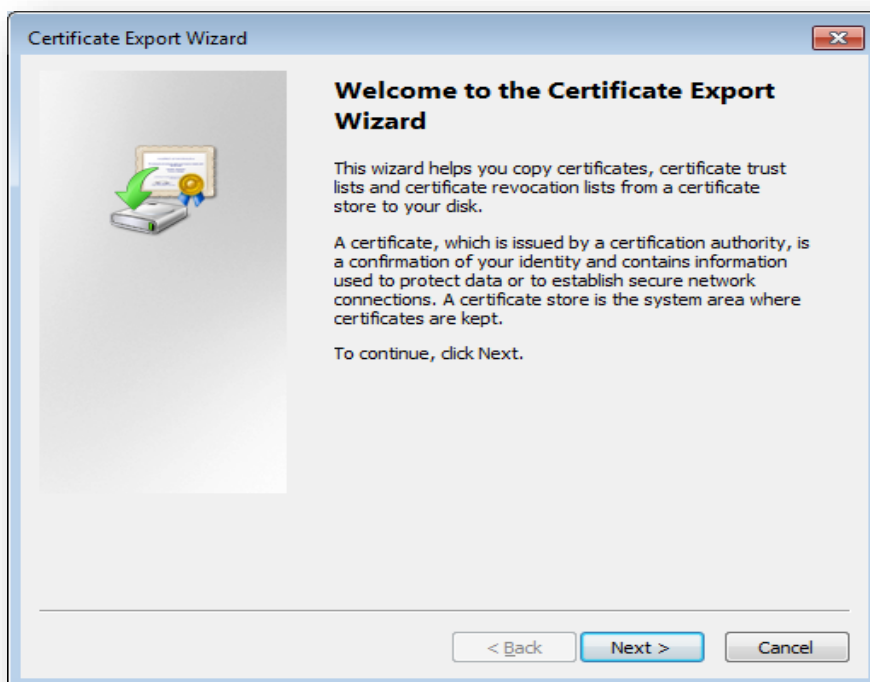 Certificate Export Wizard
Welcome to the Certificate Export
Wizard
This wizard helps you copy certificates, certificate trust
lists and certificate revocation lists from a certificate
store to your disk.
A certificate, which is issued by a certification authority, is
a confirmation of your identity and contains information
used to protect data or to establish secure network
connections. A certificate store is the system area where
certificates are kept.
To continue, click Next.
< Back
Next >
Cancel